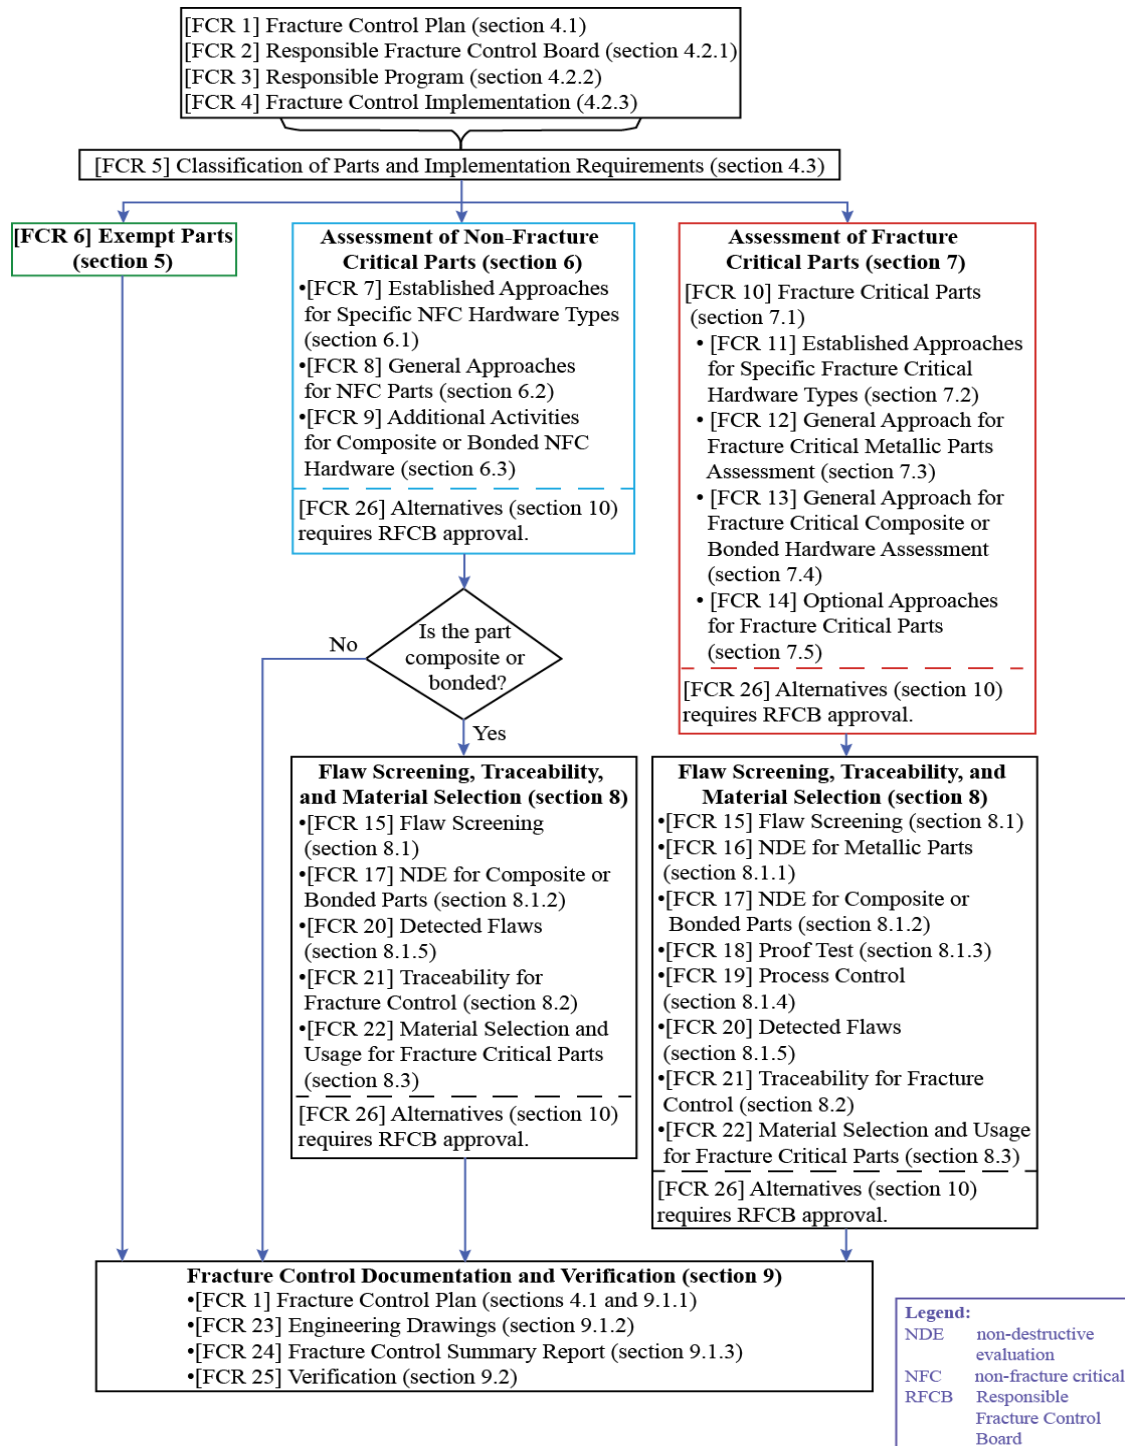 [FCR 1] Fracture Control Plan (section 4.1)
[FCR 2] Responsible Fracture Control Board (section 4.2.1)
[FCR 3] Responsible Program (section 4.2.2)
[FCR 4] Fracture Control Implementation (4.2.3)
[FCR 5] Classification of Parts and Implementation Requirements (section 4.3)
[FCR 6] Exempt Parts
(section 5)
Assessment of Non-Fracture
Critical Parts (section 6)
•[FCR 7] Established Approaches
for Specific NFC Hardware Types
(section 6.1)
•[FCR 8] General Approaches
for NFC Parts (section 6.2)
•[FCR 9] Additional Activities
for Composite or Bonded NFC
Hardware (section 6.3)
[FCR 26] Alternatives (section 10)
requires RFCB approval.
Assessment of Fracture
Critical Parts (section 7)
[FCR 10] Fracture Critical Parts
(section 7.1)
• [FCR 11] Established Approaches
for Specific Fracture Critical
Hardware Types (section 7.2)
• [FCR 12] General Approach for
Fracture Critical Metallic Parts
Assessment (section 7.3)
• [FCR 13] General Approach for
Fracture Critical Composite or
Bonded Hardware Assessment
(section 7.4)
• [FCR 14] Optional Approaches
for Fracture Critical Parts
(section 7.5)
[FCR 26] Alternatives (section 10)
requires RFCB approval.
Is the part
composite or
bonded?
No
Yes
Flaw Screening, Traceability,
and Material Selection (section 8)
•[FCR 15] Flaw Screening
(section 8.1)
•[FCR 17] NDE for Composite or
Bonded Parts (section 8.1.2)
•[FCR 20] Detected Flaws
(section 8.1.5)
•[FCR 21] Traceability for
Fracture Control (section 8.2)
•[FCR 22] Material Selection and
Usage for Fracture Critical Parts
(section 8.3)
[FCR 26] Alternatives (section 10)
requires RFCB approval.
Flaw Screening, Traceability, and
Material Selection (section 8)
•[FCR 15] Flaw Screening (section 8.1)
•[FCR 16] NDE for Metallic Parts
(section 8.1.1)
•[FCR 17] NDE for Composite or
Bonded Parts (section 8.1.2)
•[FCR 18] Proof Test (section 8.1.3)
•[FCR 19] Process Control
(section 8.1.4)
•[FCR 20] Detected Flaws
(section 8.1.5)
•[FCR 21] Traceability for Fracture
Control (section 8.2)
•[FCR 22] Material Selection and Usage
for Fracture Critical Parts (section 8.3)
[FCR 26] Alternatives (section 10)
requires RFCB approval.
Fracture Control Documentation and Verification (section 9)
•[FCR 1] Fracture Control Plan (sections 4.1 and 9.1.1)
•[FCR 23] Engineering Drawings (section 9.1.2)
•[FCR 24] Fracture Control Summary Report (section 9.1.3)
•[FCR 25] Verification (section 9.2)
Legend:
NDE non-destructive
evaluation
NFC non-fracture critical
RFCB Responsible
Fracture Control
Board